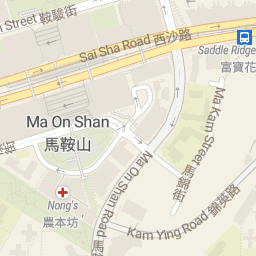 i Street 鞍駿街
Sai Sha Road 西沙路
Saddle Ridge
富寶花
Ma On Shan
馬鞍山
Ma Kam Street 馬錦街
Ma On Shan Road 馬
Nong's
農本坊
Kam Ying Road 錦英路